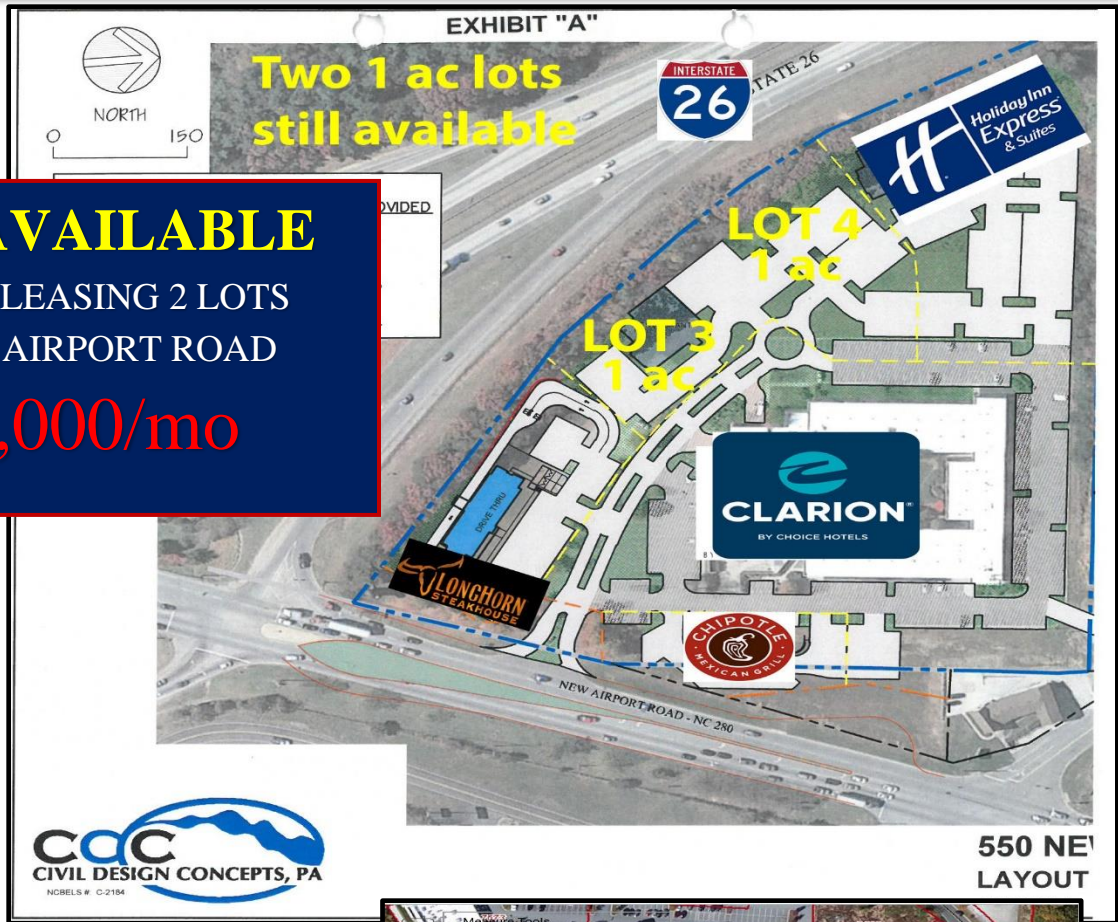 EXHIBIT "A"
NORTH
0 150
Two 1 ac lots
still available
INTERSTATE
26
STATE 26
Holiday Inn
Express
& Suites
OVIDED
AVAILABLE
LEASING 2 LOTS
AIRPORT ROAD
,000/mo
LOT 4
1 ac
LOT 3
1 ac
DRIVE THRU
CLARION
BY CHOICE HOTELS
LONGHORN
STEAKHOUSE
CHIPOTLE
MEXICAN GRILL
NEW AIRPORT ROAD - NC 280
CDC
CIVIL DESIGN CONCEPTS, PA
NCBELS #: C-2184
550 NE
LAYOUT
Measure Tools